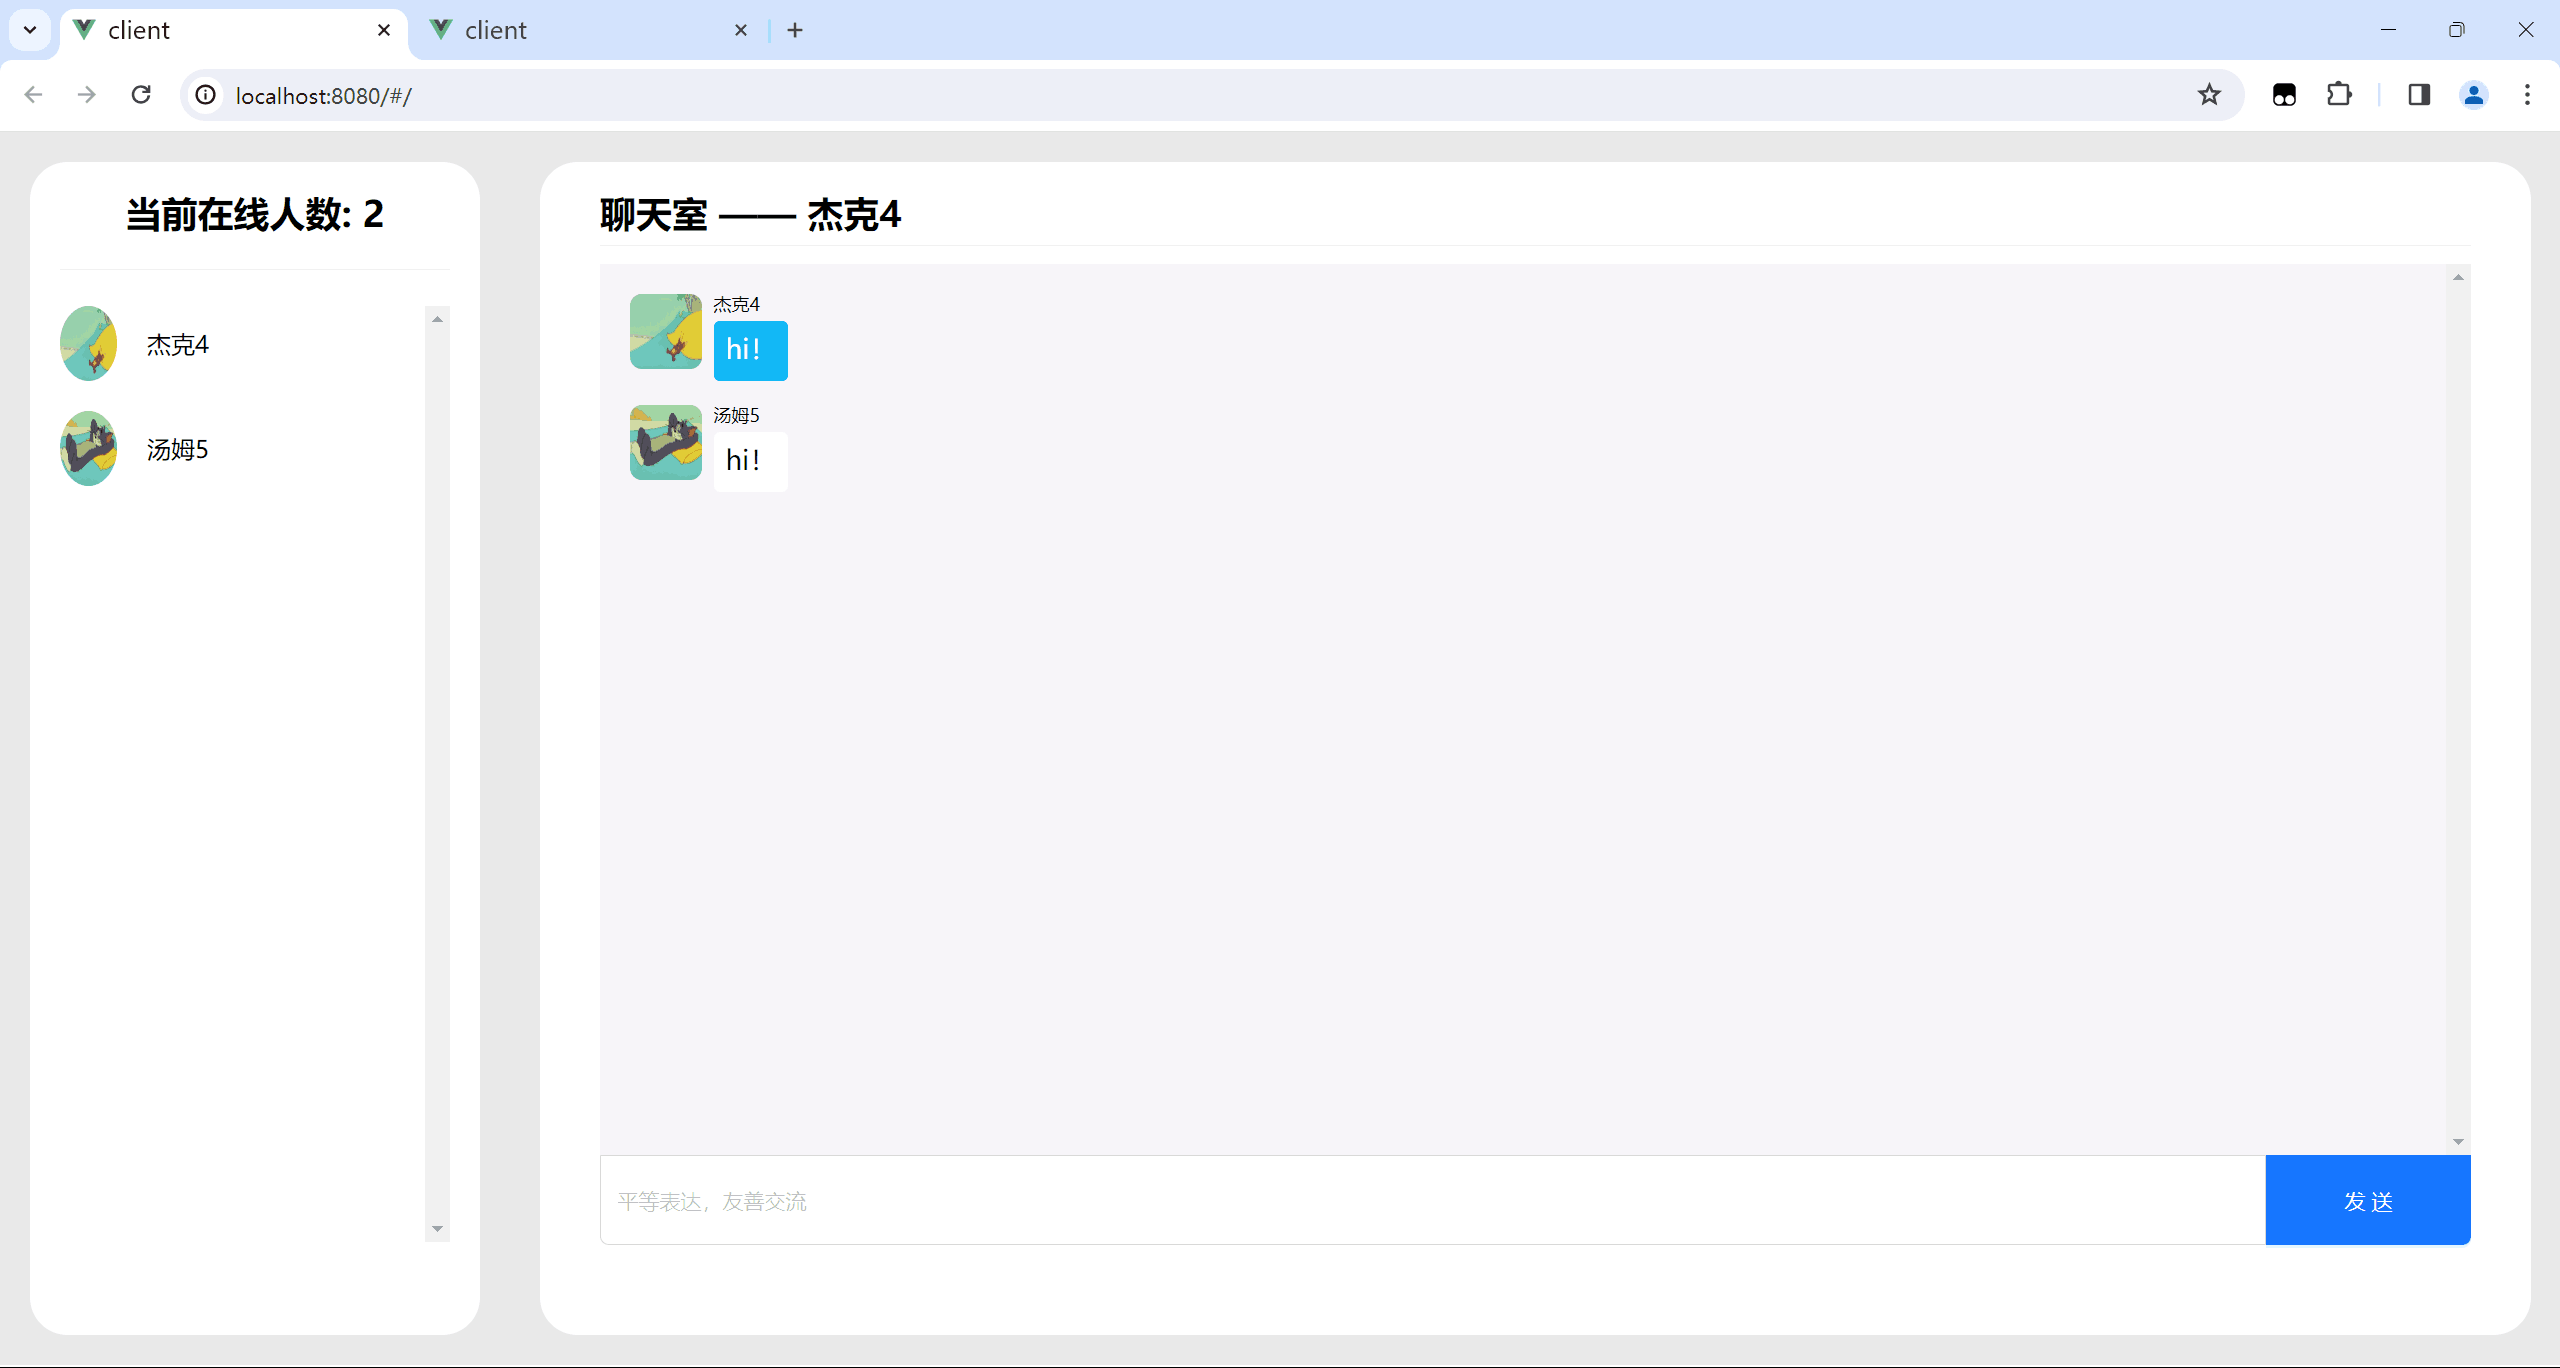 client
client
localhost:8080/#/
当前在线人数: 2
杰克4
汤姆5
聊天室 —— 杰克4
杰克4
hi!
汤姆5
hi!
平等表达，友善交流
发 送